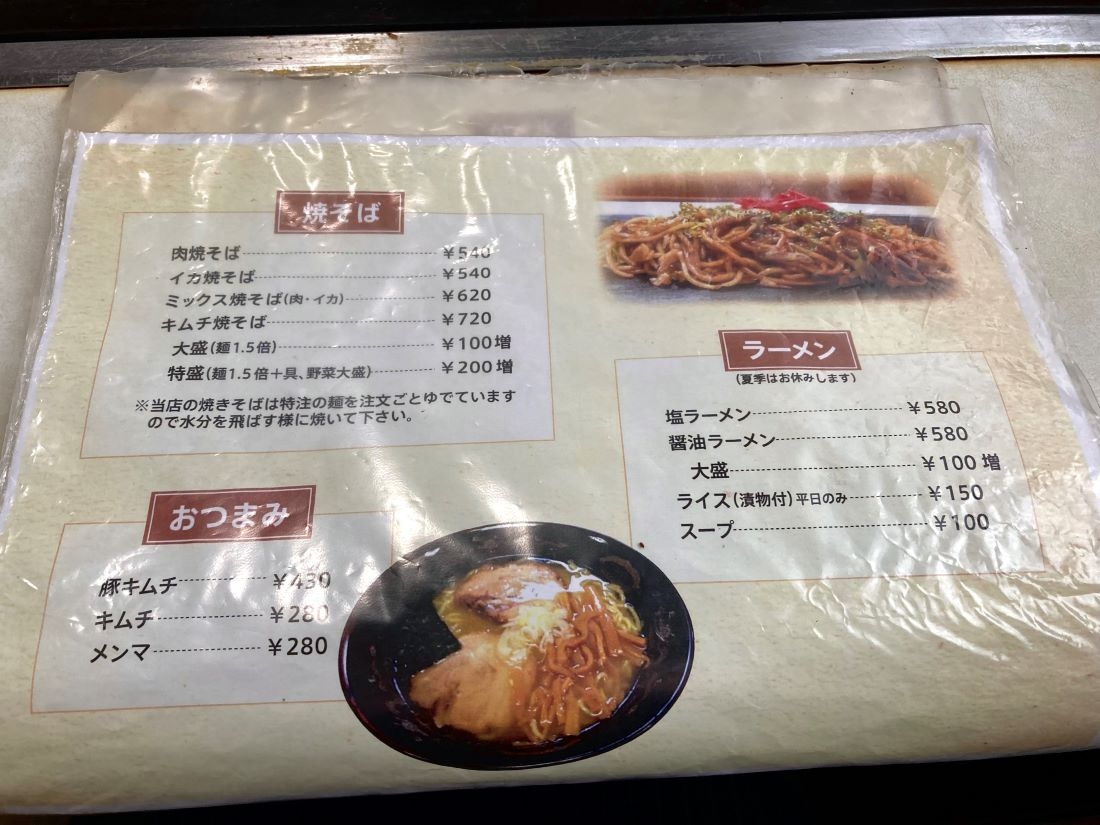 焼そば
肉焼そば ¥540
イカ焼そば ¥540
ミックス焼そば(肉・イカ) ¥620
キムチ焼そば ¥720
大盛(麺1.5倍) ¥100増
特盛(麺1.5倍+具、野菜大盛) ¥200増
※当店の焼きそばは特注の麺を注文ごとゆでています
ので水分を飛ばす様に焼いて下さい。
ラーメン
(夏季はお休みします)
塩ラーメン ¥580
醤油ラーメン ¥580
大盛 ¥100増
ライス(漬物付)平日のみ ¥150
スープ ¥100
おつまみ
豚キムチ ¥430
キムチ ¥280
メンマ ¥280